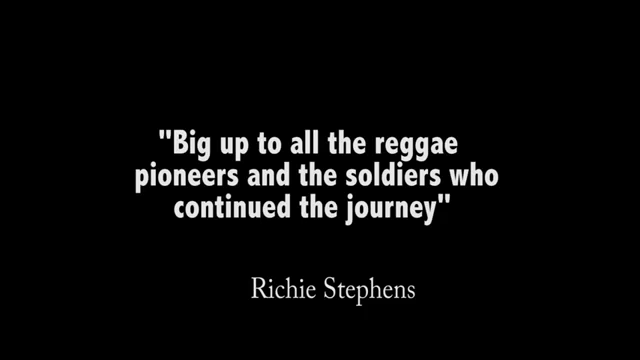 "Big up to all the reggae
pioneers and the soldiers who
continued the journey"
Richie Stephens